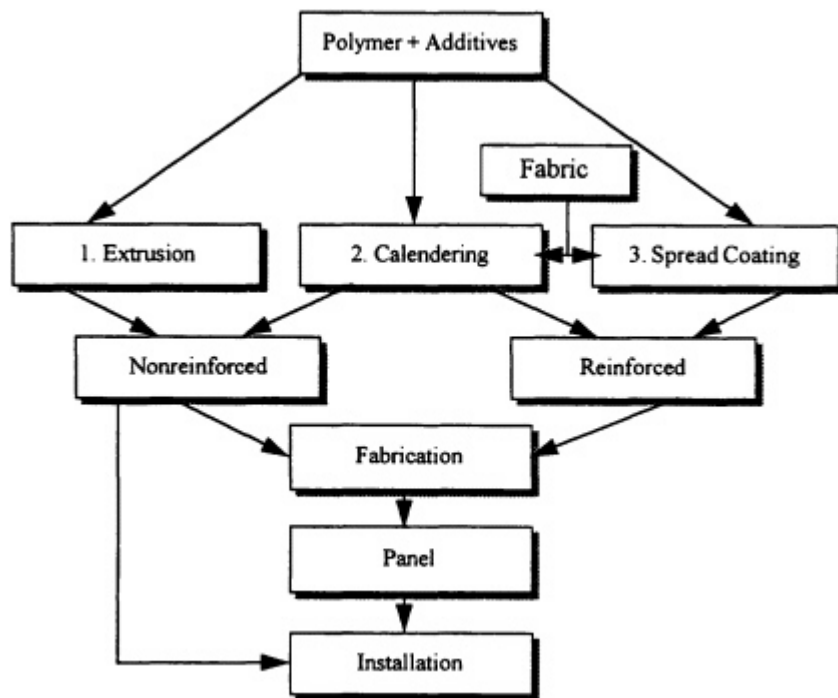 Polymer + Additives
Fabric
1. Extrusion
2. Calendering
3. Spread Coating
Nonreinforced
Reinforced
Fabrication
Panel
Installation